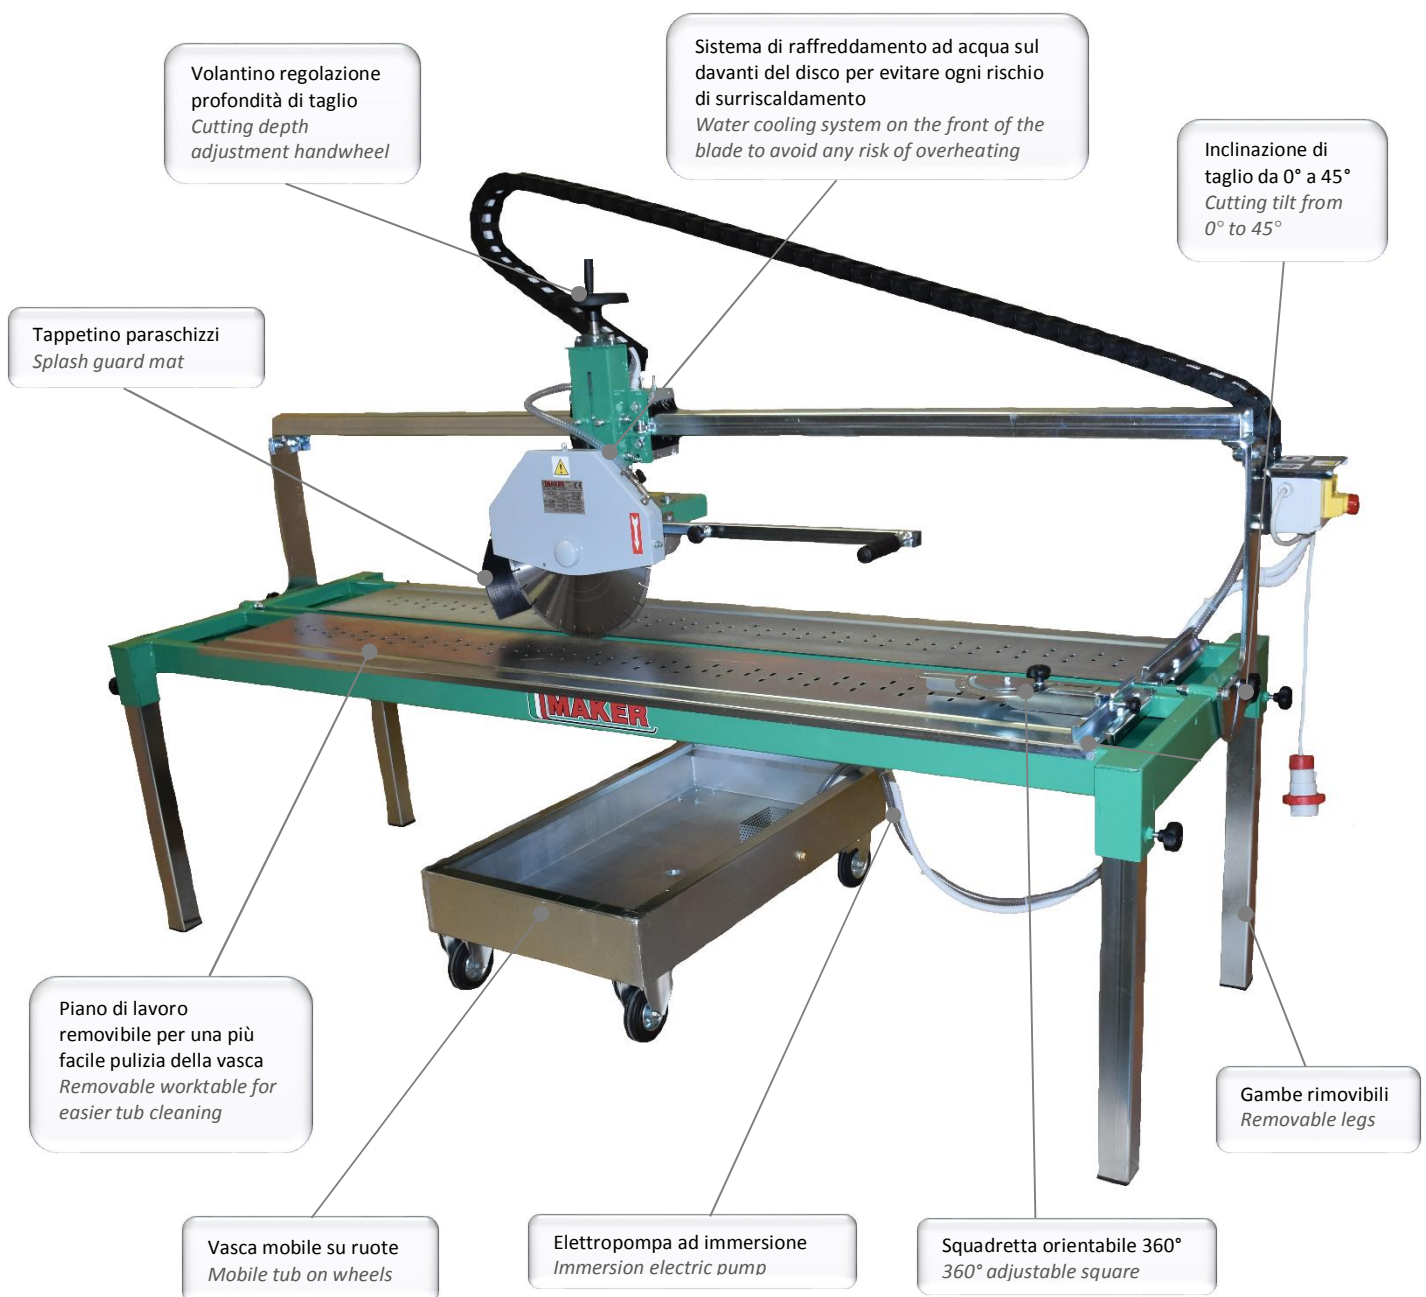 Volantino regolazione
profondità di taglio
Cutting depth
adjustment handwheel
Sistema di raffreddamento ad acqua sul
davanti del disco per evitare ogni rischio
di surriscaldamento
Water cooling system on the front of the
blade to avoid any risk of overheating
Inclinazione di
taglio da 0° a 45°
Cutting tilt from
0° to 45°
Tappetino paraschizzi
Splash guard mat
MAKER
MAKER
Piano di lavoro
removibile per una più
facile pulizia della vasca
Removable worktable for
easier tub cleaning
Gambe rimovibili
Removable legs
Vasca mobile su ruote
Mobile tub on wheels
Elettropompa ad immersione
Immersion electric pump
Squadretta orientabile 360°
360° adjustable square